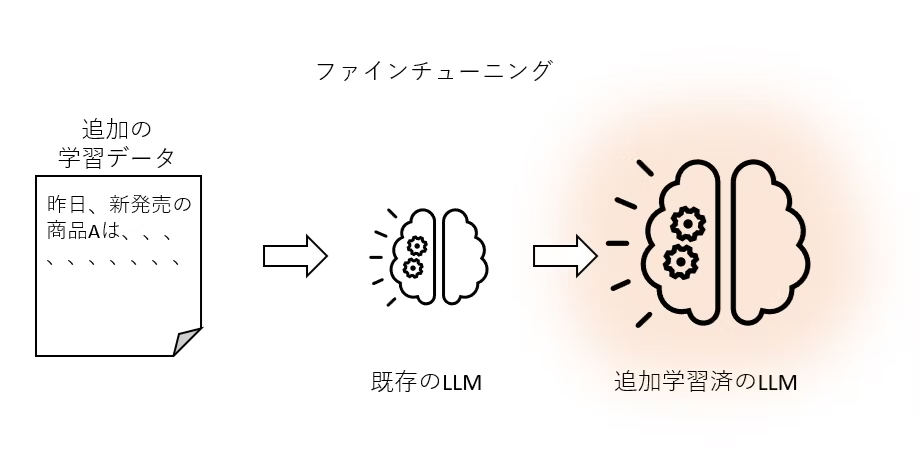 ファインチューニング
追加の
学習データ
昨日、新発売の
商品Aは、、、
、、、、、、、
既存のLLM
追加学習済のLLM